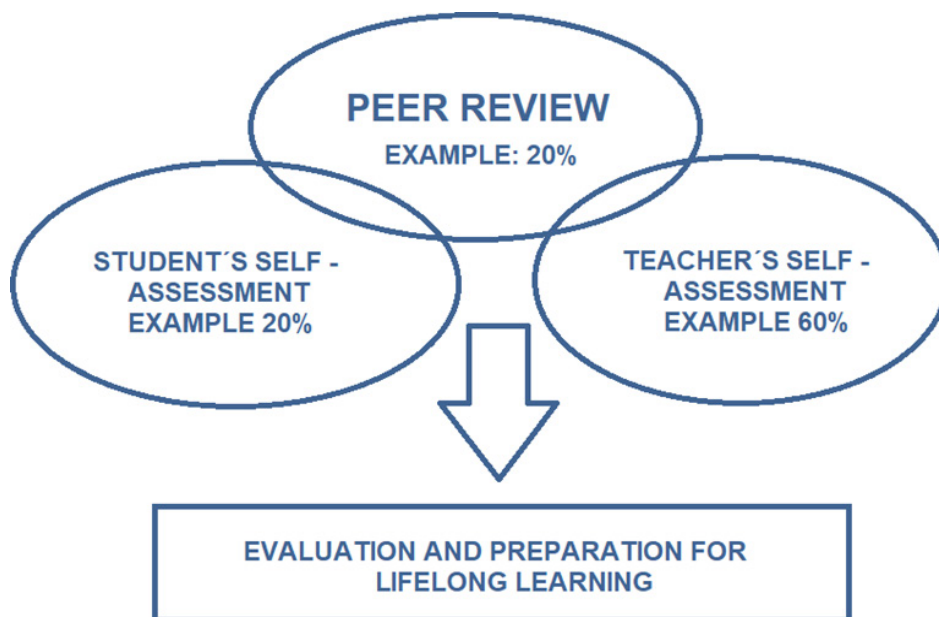 PEER REVIEW
EXAMPLE: 20%
STUDENT´S SELF -
ASSESSMENT
EXAMPLE 20%
TEACHER´S SELF -
ASSESSMENT
EXAMPLE 60%
EVALUATION AND PREPARATION FOR
LIFELONG LEARNING